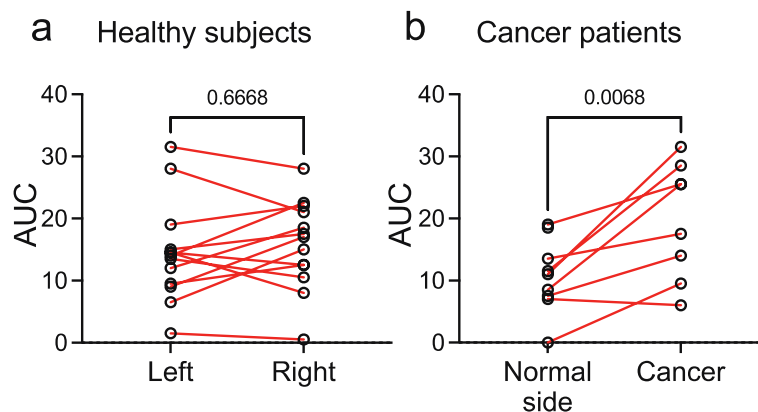 a Healthy subjects
40
30
20
10
0
AUC
0.6668
Left Right
b Cancer patients
40
30
20
10
0
AUC
0.0068
Normal side Cancer